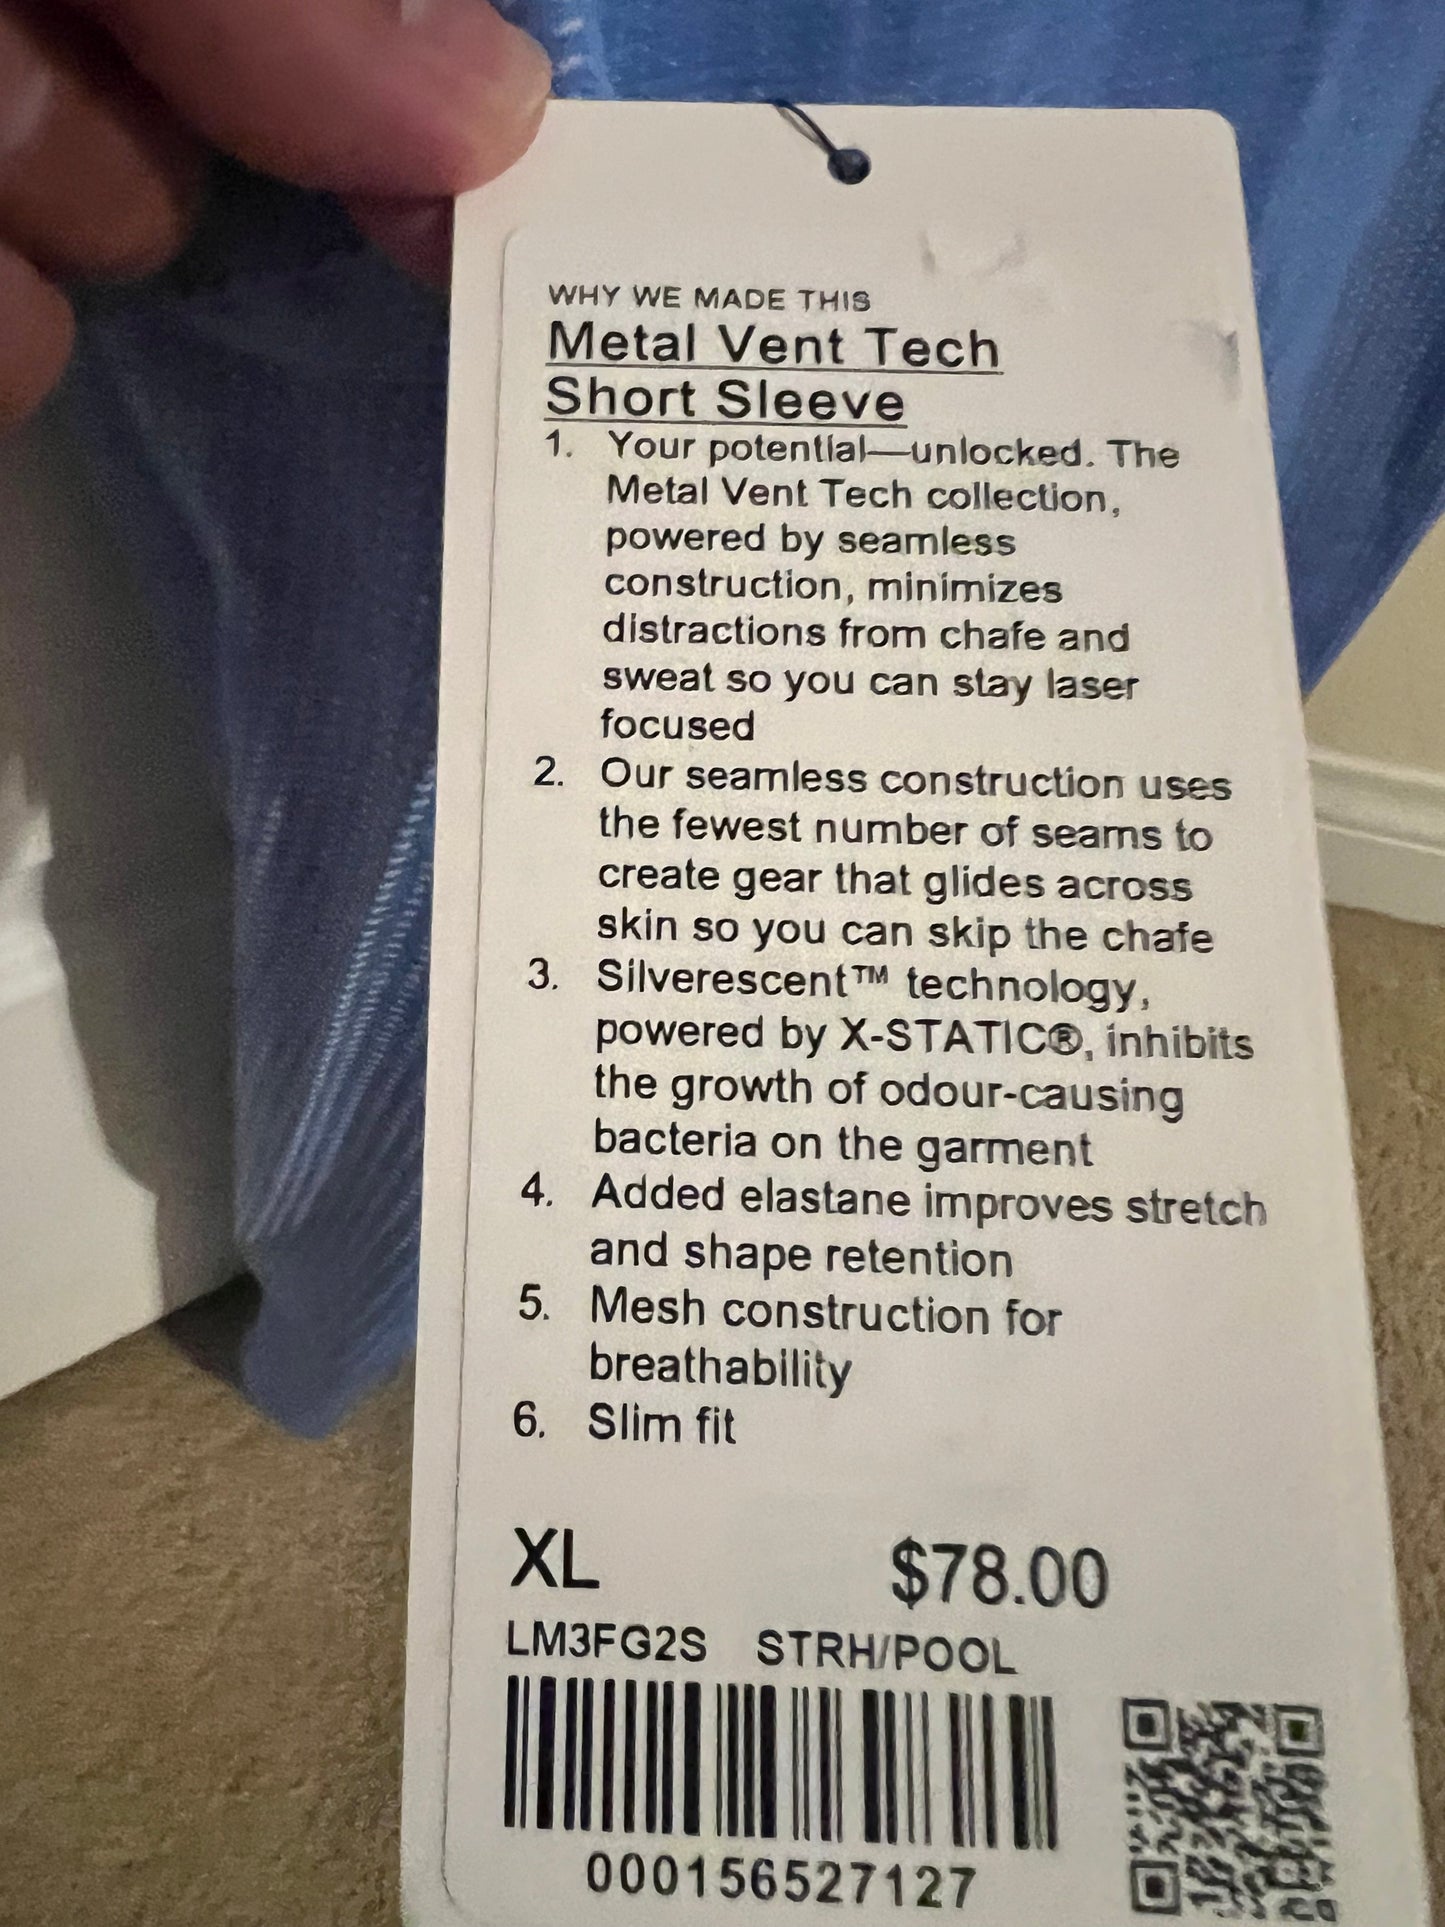 WHY WE MADE THIS
Metal Vent Tech
Short Sleeve
1. Your potential—unlocked. The
Metal Vent Tech collection,
powered by seamless
construction, minimizes
distractions from chafe and
sweat so you can stay laser
focused
2. Our seamless construction uses
the fewest number of seams to
create gear that glides across
skin so you can skip the chafe
3. Silverescent™ technology,
powered by X-STATIC®, inhibits
the growth of odour-causing
bacteria on the garment
4. Added elastane improves stretch
and shape retention
5. Mesh construction for
breathability
6. Slim fit
XL $78.00
LM3FG2S STRH/POOL
000156527127